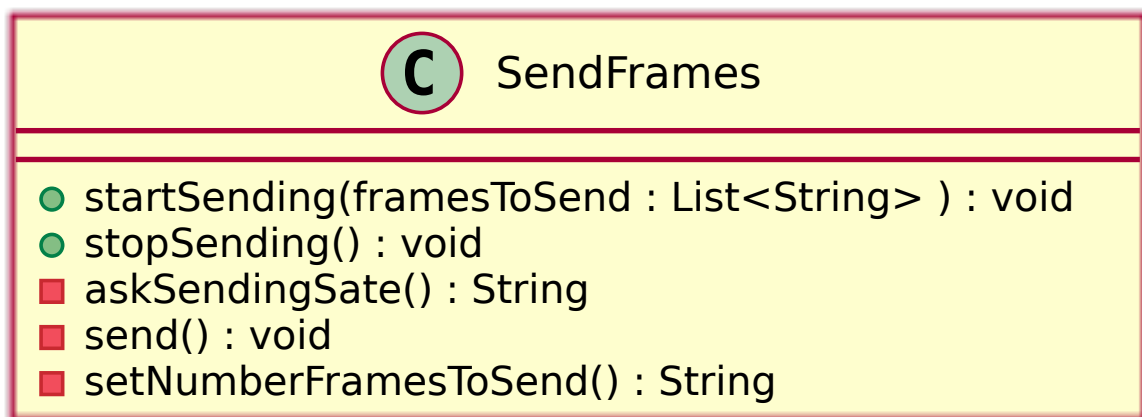 C SendFrames
startSending(framesToSend : List<String> ) : void
stopSending() : void
askSendingSate() : String
send() : void
setNumberFramesToSend() : String